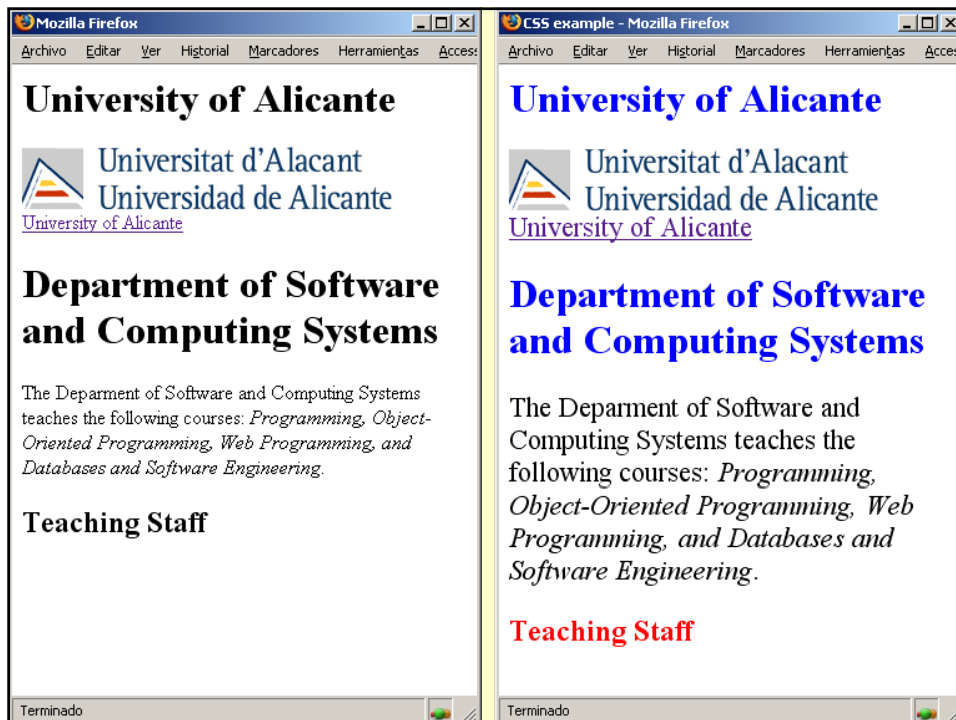 Mozilla Firefox
Archivo Editar Ver Historial Marcadores Herramientas Acces
University of Alicante
Universitat d'Alacant
Universidad de Alicante
University of Alicante
Department of Software
and Computing Systems
The Deparment of Software and Computing Systems
teaches the following courses: Programming, Object-
Oriented Programming, Web Programming, and
Databases and Software Engineering.
Teaching Staff
Terminado
CSS example - Mozilla Firefox
Archivo Editar Ver Historial Marcadores Herramientas Acces
University of Alicante
Universitat d'Alacant
Universidad de Alicante
University of Alicante
Department of Software
and Computing Systems
The Deparment of Software and
Computing Systems teaches the
following courses: Programming,
Object-Oriented Programming, Web
Programming, and Databases and
Software Engineering.
Teaching Staff
Terminado